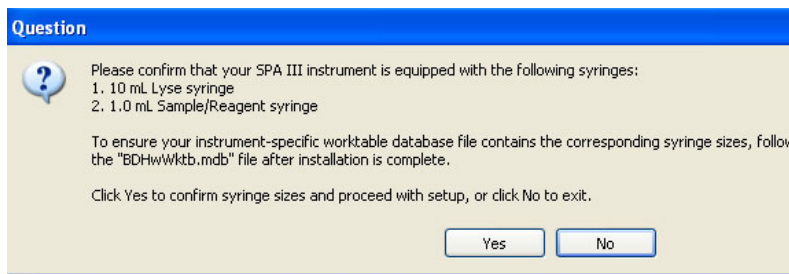 Question
Please confirm that your SPA III instrument is equipped with the following syringes:
1. 10 mL Lyse syringe
2. 1.0 mL Sample/Reagent syringe
To ensure your instrument-specific worktable database file contains the corresponding syringe sizes, follow
the "BDHwWktb.mdb" file after installation is complete.
Click Yes to confirm syringe sizes and proceed with setup, or click No to exit.
Yes No